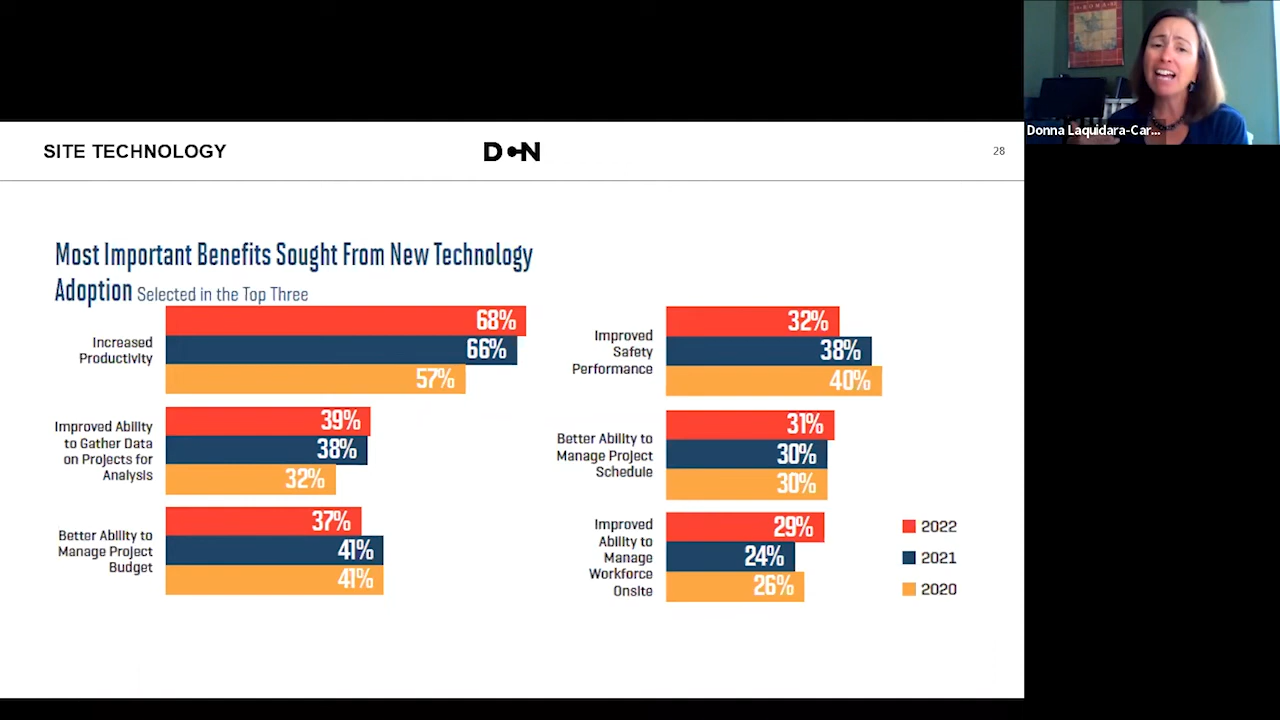 SITE TECHNOLOGY
28
Most Important Benefits Sought From New Technology
Adoption Selected in the Top Three
Increased
Productivity
68%
66%
57%
Improved Ability
to Gather Data
on Projects for
Analysis
39%
38%
32%
Better Ability to
Manage Project
Budget
37%
41%
41%
Improved
Safety
Performance
32%
38%
40%
Better Ability to
Manage Project
Schedule
31%
30%
30%
Improved
Ability to
Manage
Workforce
Onsite
29%
24%
26%
2022
2021
2020
Donna Laquidara-Car...